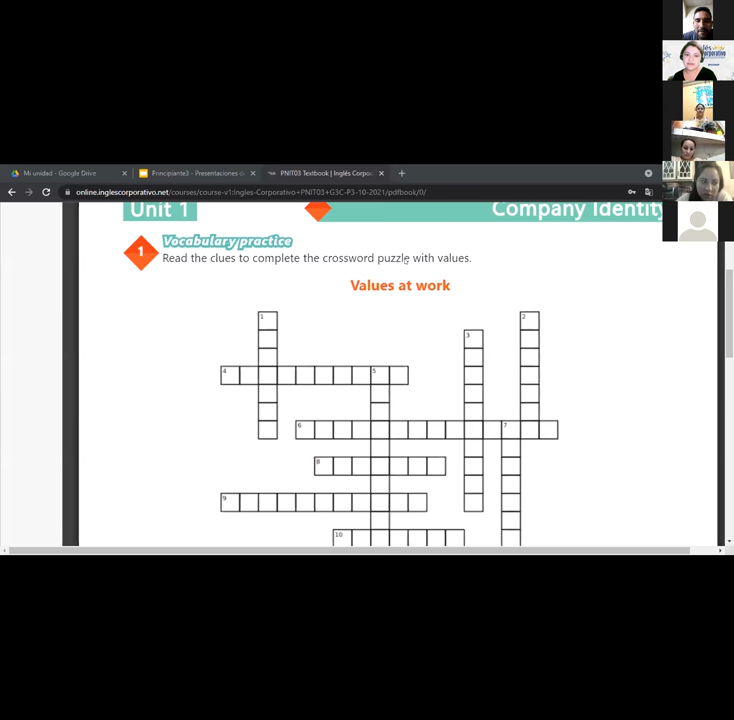 Mi unidad - Google Drive
Principiante3 - Presentaciones d
PNIT03 Textbook | Inglés Corpo
online.inglescorporativo.net/courses/course-v1:Ingles-Corporativo+PNIT03+G3C-P3-10-2021/pdfbook/0/
Unit 1
Company Identity
1
Vocabulary practice
Read the clues to complete the crossword puzzle with values.
Values at work
1
2
3
4
5
6
7
8
9
10